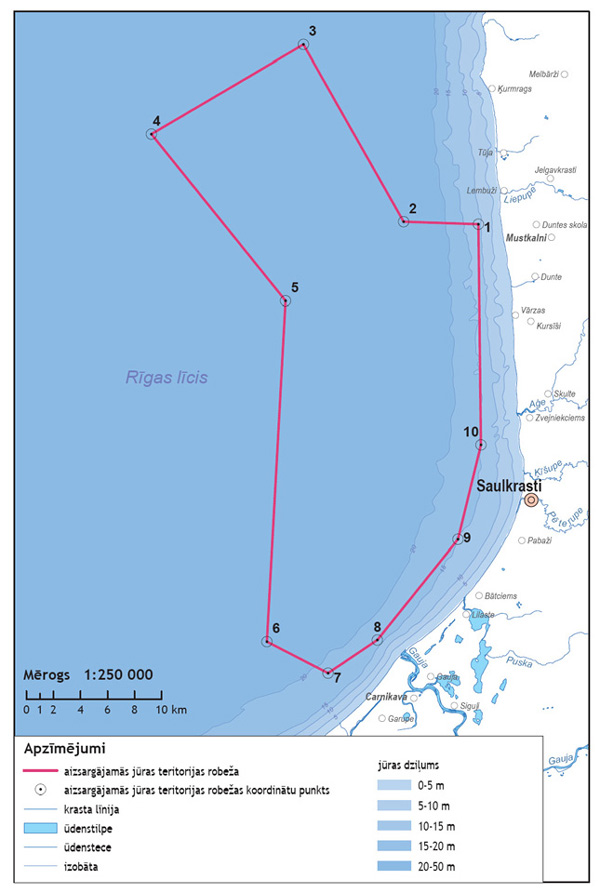 3
Melbārži
Ķurmrags
4
Tūja
Jelgavkrasti
Lembuži
Liepupe
2
1
Duntes skola
Mustkalni
Dunte
5
Vārzas
Kursīši
Rīgas līcis
Skulte
Aģe
Zvejniekciems
10
Ķīšupe
Saulkrasti
Pēterupe
9
Pabaži
Bātciems
Lilaste
8
6
Gauja
Puska
7
Gauja
Mērogs 1:250 000
0 1 2 4 6 8 10 km
Carnikava
Siguļi
Garupe
Gauja
Apzīmējumi
aizsargājamās jūras teritorijas robeža
aizsargājamās jūras teritorijas robežas koordinātu punkts
krasta līnija
ūdenstilpe
ūdenstece
izobāta
jūras dziļums
0-5 m
5-10 m
10-15 m
15-20 m
20-50 m